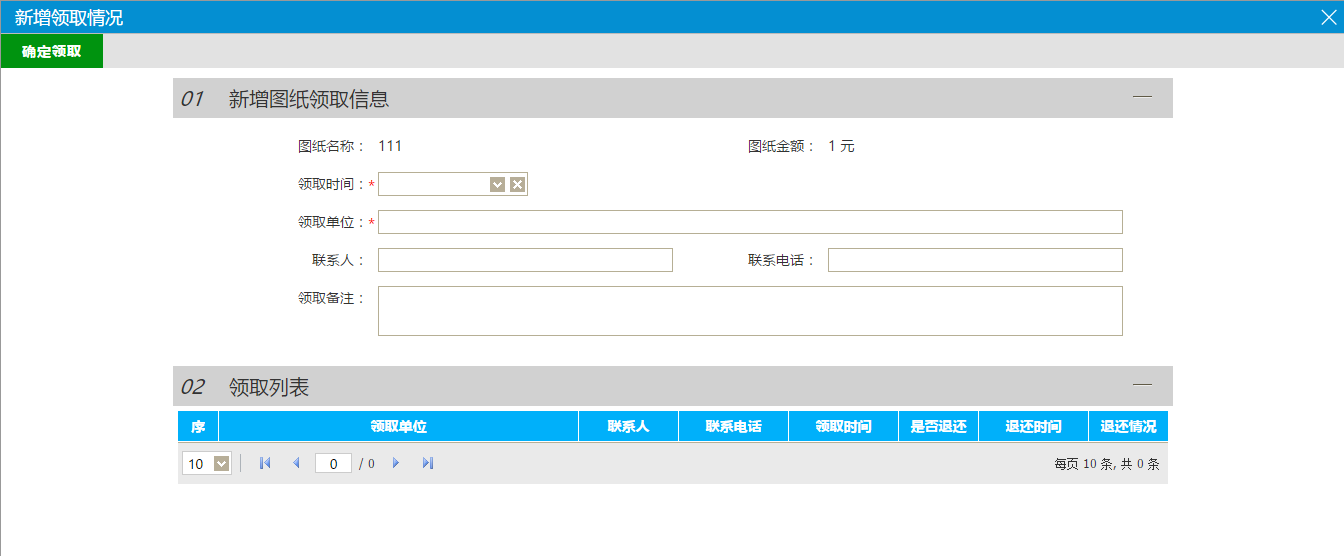 新增领取情况
确定领取
01 新增图纸领取信息
图纸名称： 111 图纸金额： 1 元
领取时间：*
领取单位：*
联系人： 联系电话：
领取备注：
02 领取列表
序 领取单位 联系人 联系电话 领取时间 是否退还 退还时间 退还情况
10 0 / 0 每页 10 条, 共 0 条